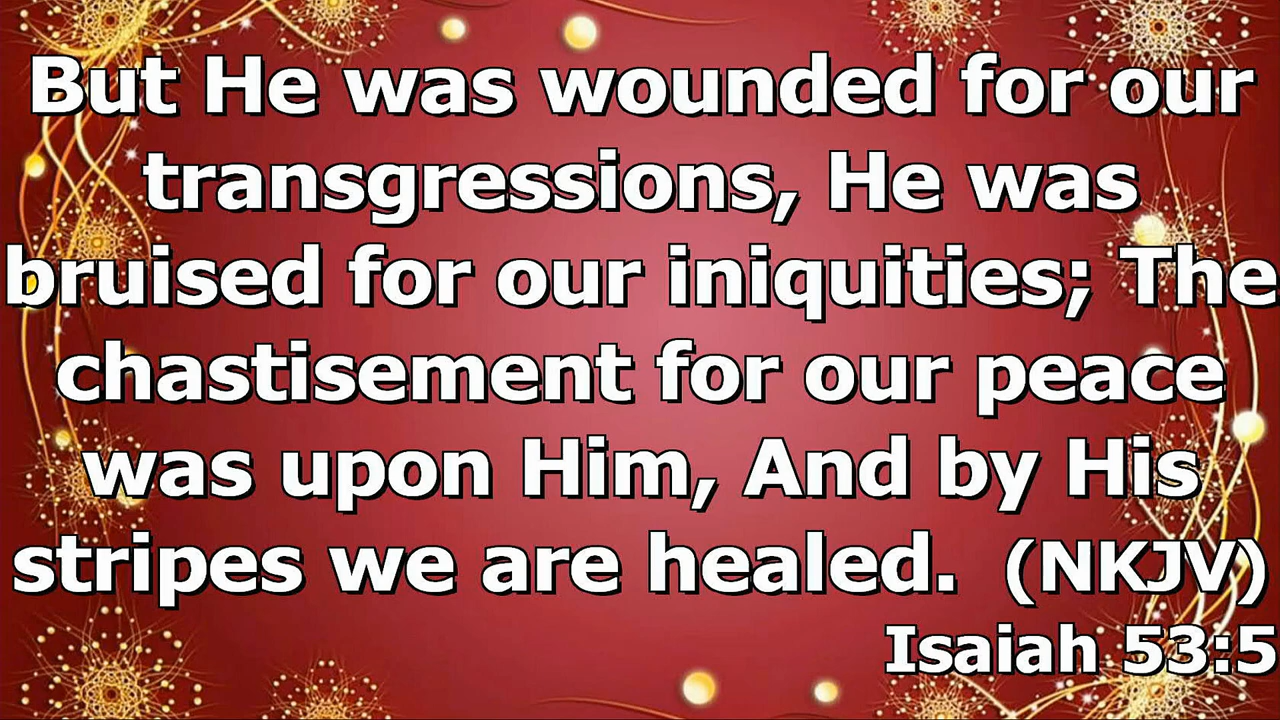 But He was wounded for our
transgressions, He was
bruised for our iniquities; The
chastisement for our peace
was upon Him, And by His
stripes we are healed. (NKJV)
Isaiah 53:5